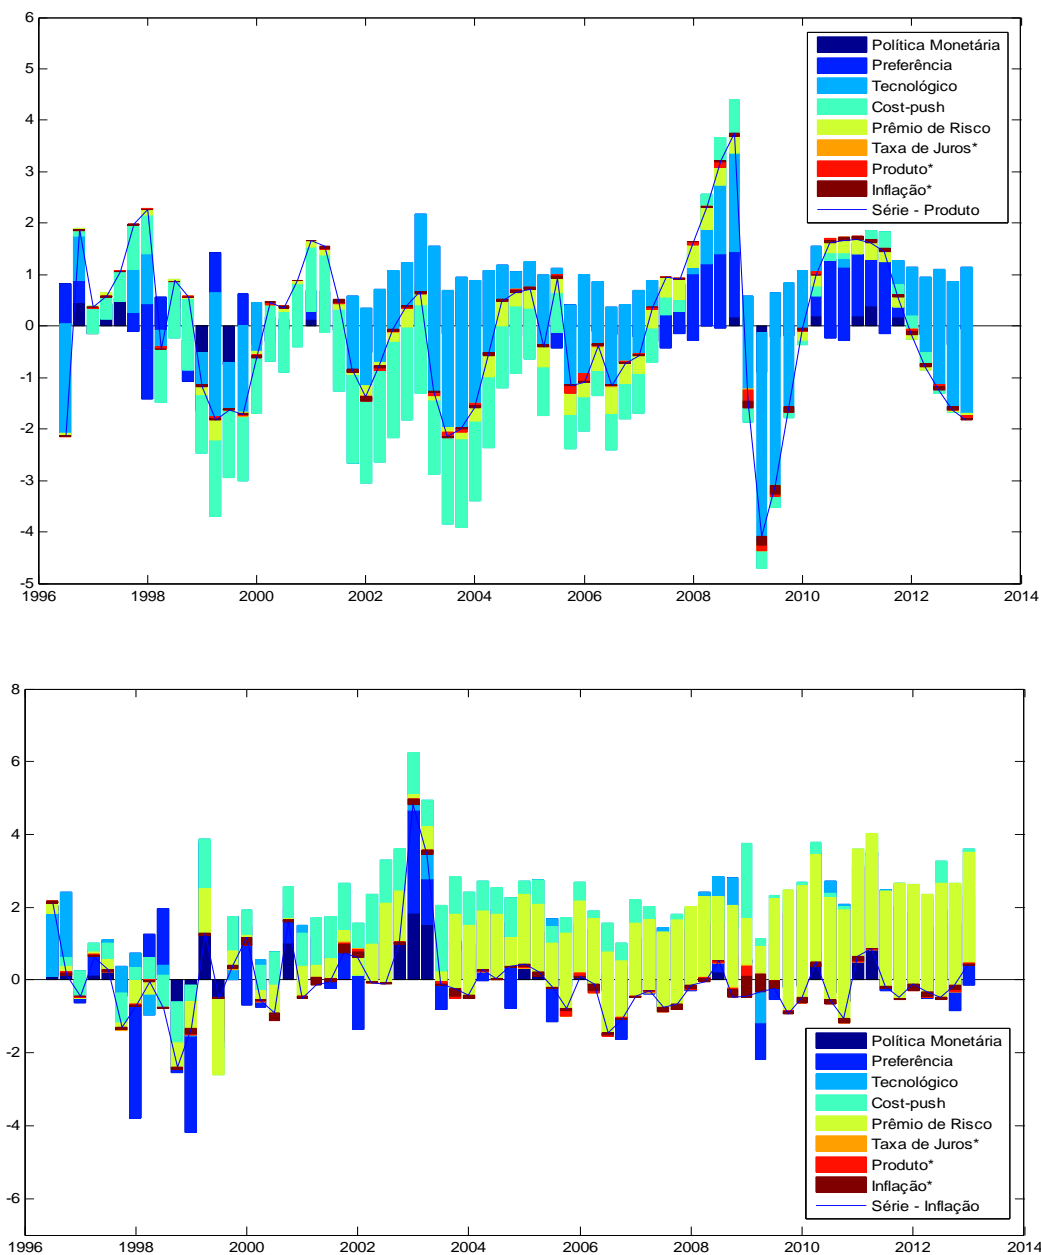 6
5
4
3
2
1
0
-1
-2
-3
-4
-5
Política Monetária
Preferência
Tecnológico
Cost-push
Prêmio de Risco
Taxa de Juros*
Produto*
Inflação*
Série - Produto
1996 1998 2000 2002 2004 2006 2008 2010 2012 2014
8
6
4
2
0
-2
-4
-6
Política Monetária
Preferência
Tecnológico
Cost-push
Prêmio de Risco
Taxa de Juros*
Produto*
Inflação*
Série - Inflação
1996 1998 2000 2002 2004 2006 2008 2010 2012 2014